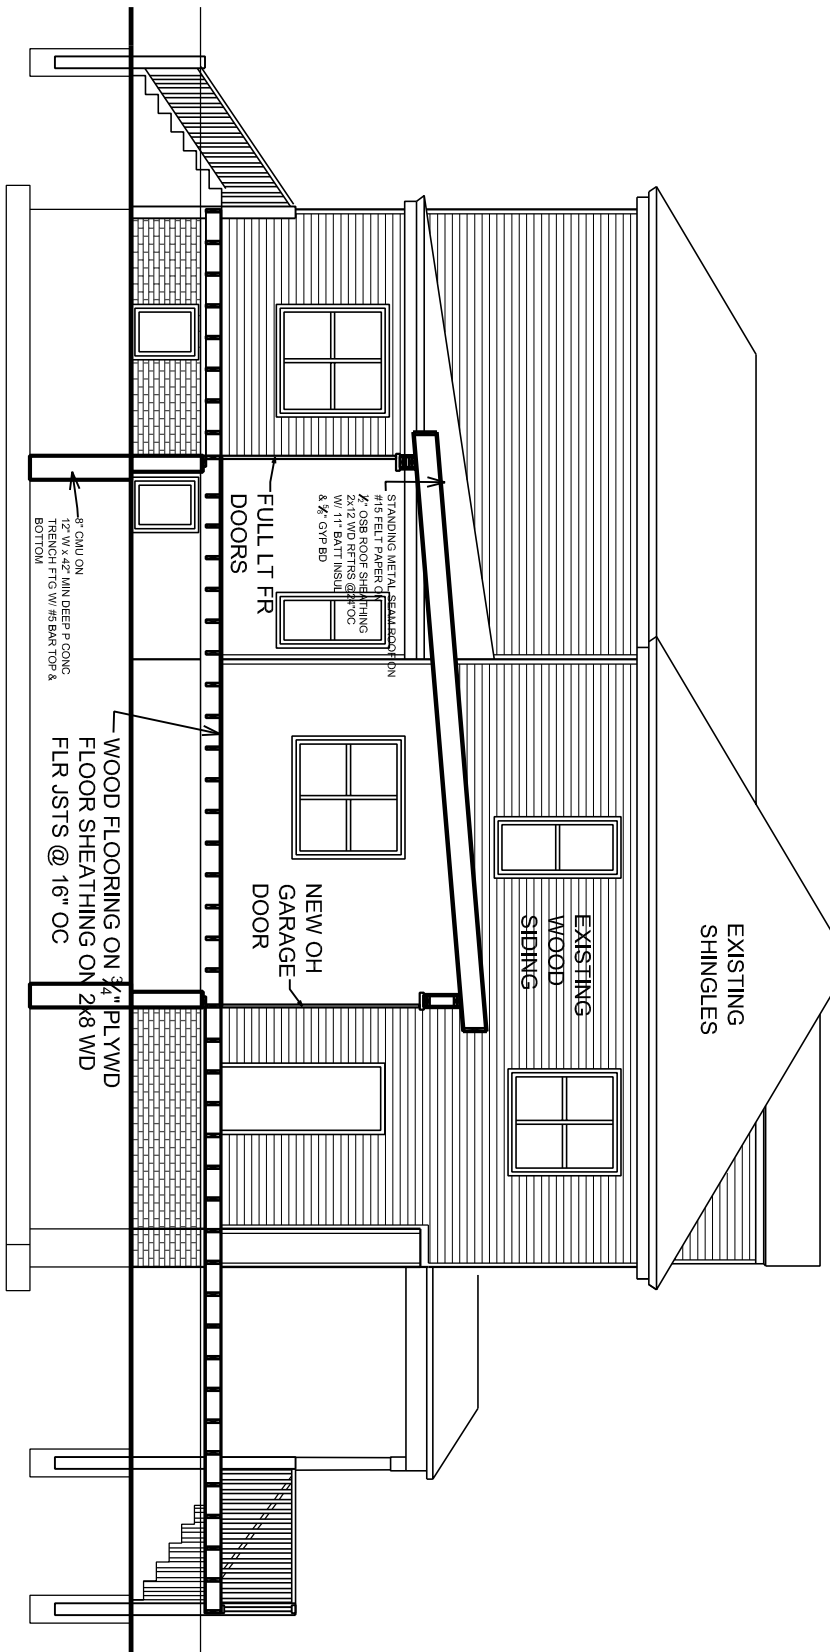 EXISTING
SHINGLES
EXISTING
WOOD
SIDING
STANDING METAL SEAM ROOF ON
#15 FELT PAPER ON
½" OSB ROOF SHEATHING
2x12 WD RFTRS @24"OC
W/ 11" BATT INSUL
& ⅝" GYP BD
FULL LT FR
DOORS
NEW OH
GARAGE
DOOR
8" CMU ON
12" W x 42" MIN DEEP P CONC
TRENCH FTG W/ #5 BAR TOP &
BOTTOM
WOOD FLOORING ON ¾" PLYWD
FLOOR SHEATHING ON 2x8 WD
FLR JSTS @ 16" OC